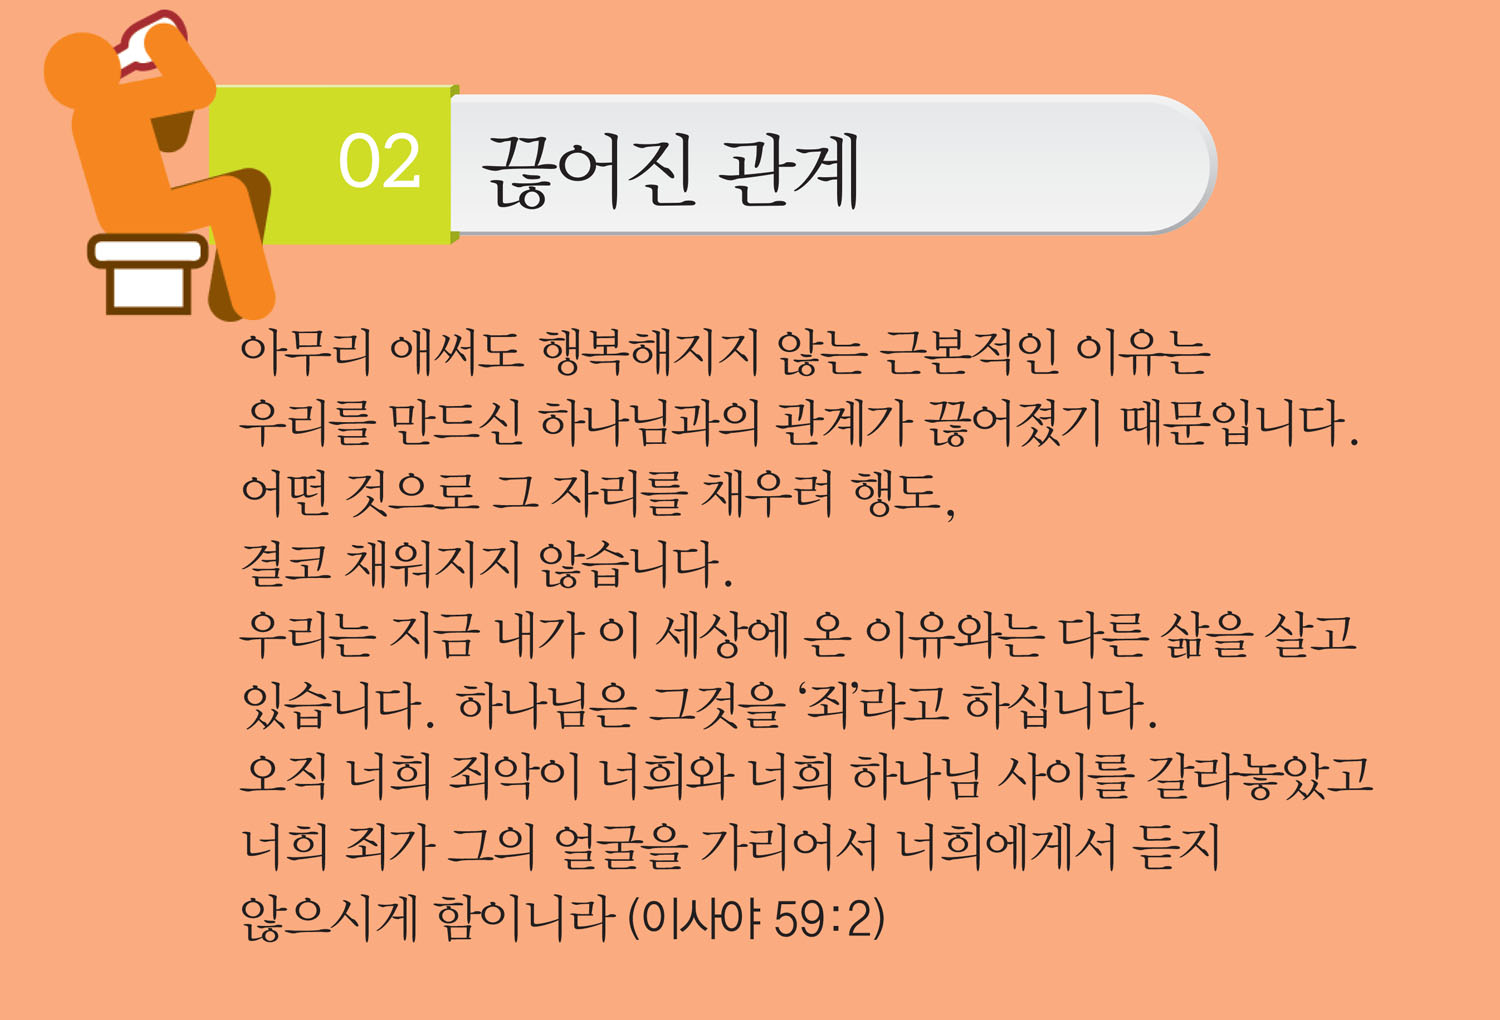 02 끊어진 관계
아무리 애써도 행복해지지 않는 근본적인 이유는
우리를 만드신 하나님과의 관계가 끊어졌기 때문입니다.
어떤 것으로 그 자리를 채우려 행도,
결코 채워지지 않습니다.
우리는 지금 내가 이 세상에 온 이유와는 다른 삶을 살고
있습니다. 하나님은 그것을 ‘죄’라고 하십니다.
오직 너희 죄악이 너희와 너희 하나님 사이를 갈라놓았고
너희 죄가 그의 얼굴을 가리어서 너희에게서 듣지
않으시게 함이니라 (이사야 59:2)